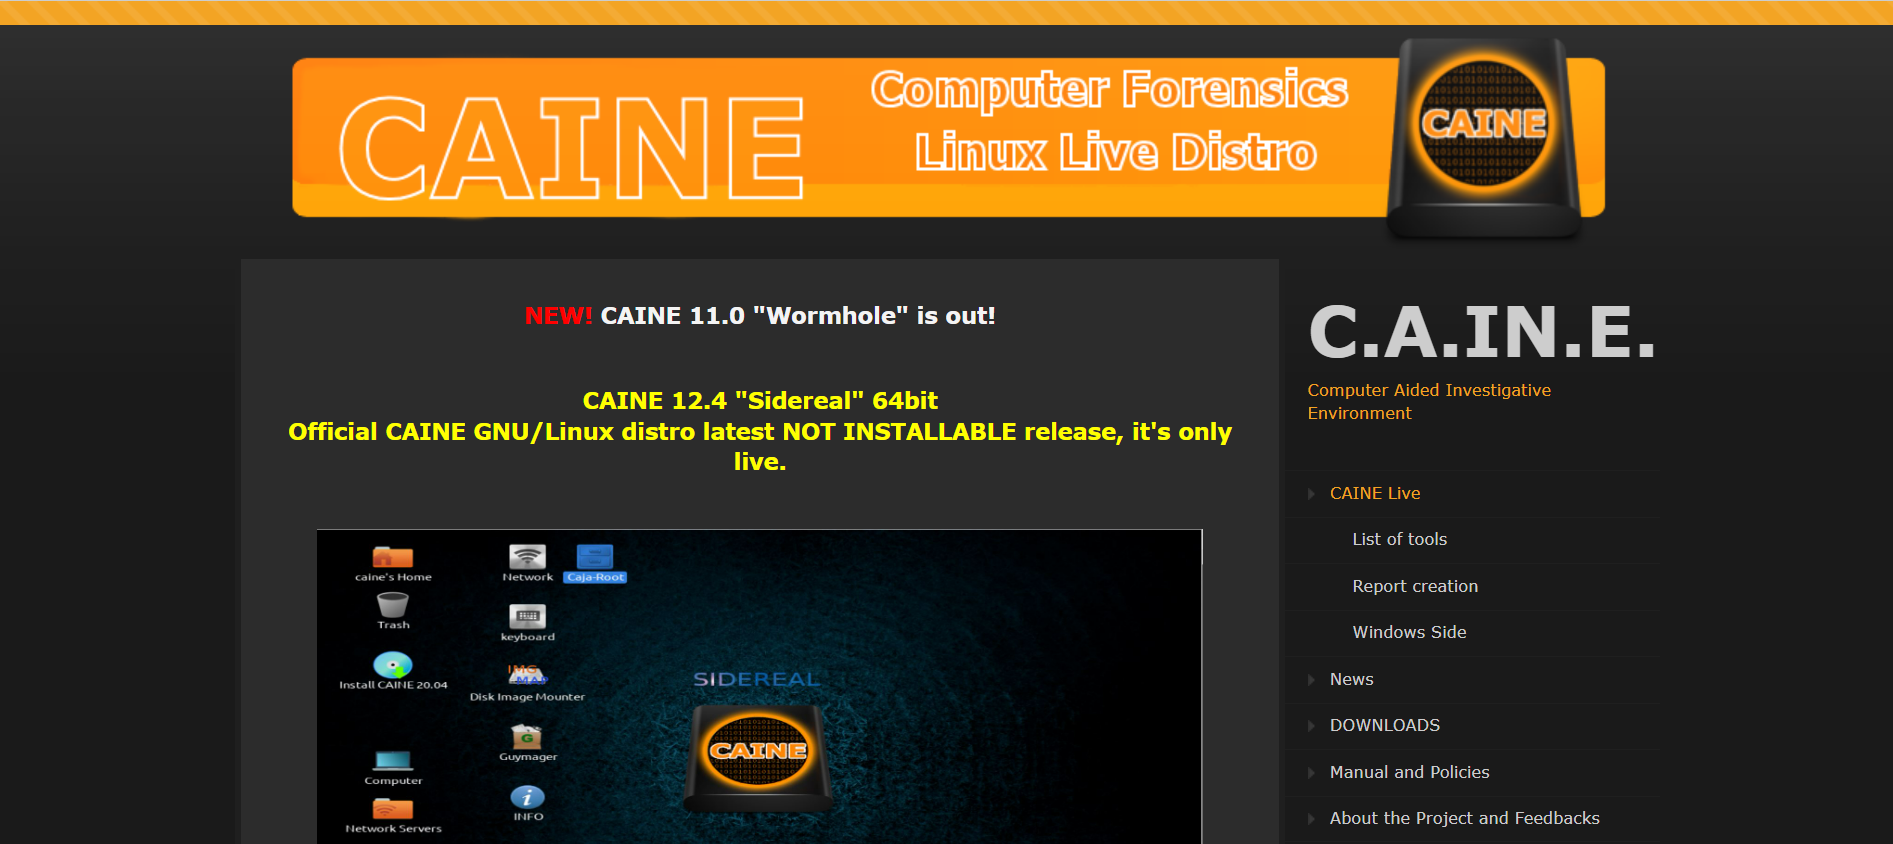 CAINE
Computer Forensics
Linux Live Distro
CAINE
NEW! CAINE 11.0 "Wormhole" is out!
CAINE 12.4 "Sidereal" 64bit
Official CAINE GNU/Linux distro latest NOT INSTALLABLE release, it's only
live.
caine's Home
Network
Caja-Root
Trash
keyboard
Install CAINE 20.04
IMG
MAP
Disk Image Mounter
SIDEREAL
CAINE
G
Guymager
Computer
i
INFO
Network Servers
C.A.IN.E.
Computer Aided Investigative
Environment
CAINE Live
List of tools
Report creation
Windows Side
News
DOWNLOADS
Manual and Policies
About the Project and Feedbacks